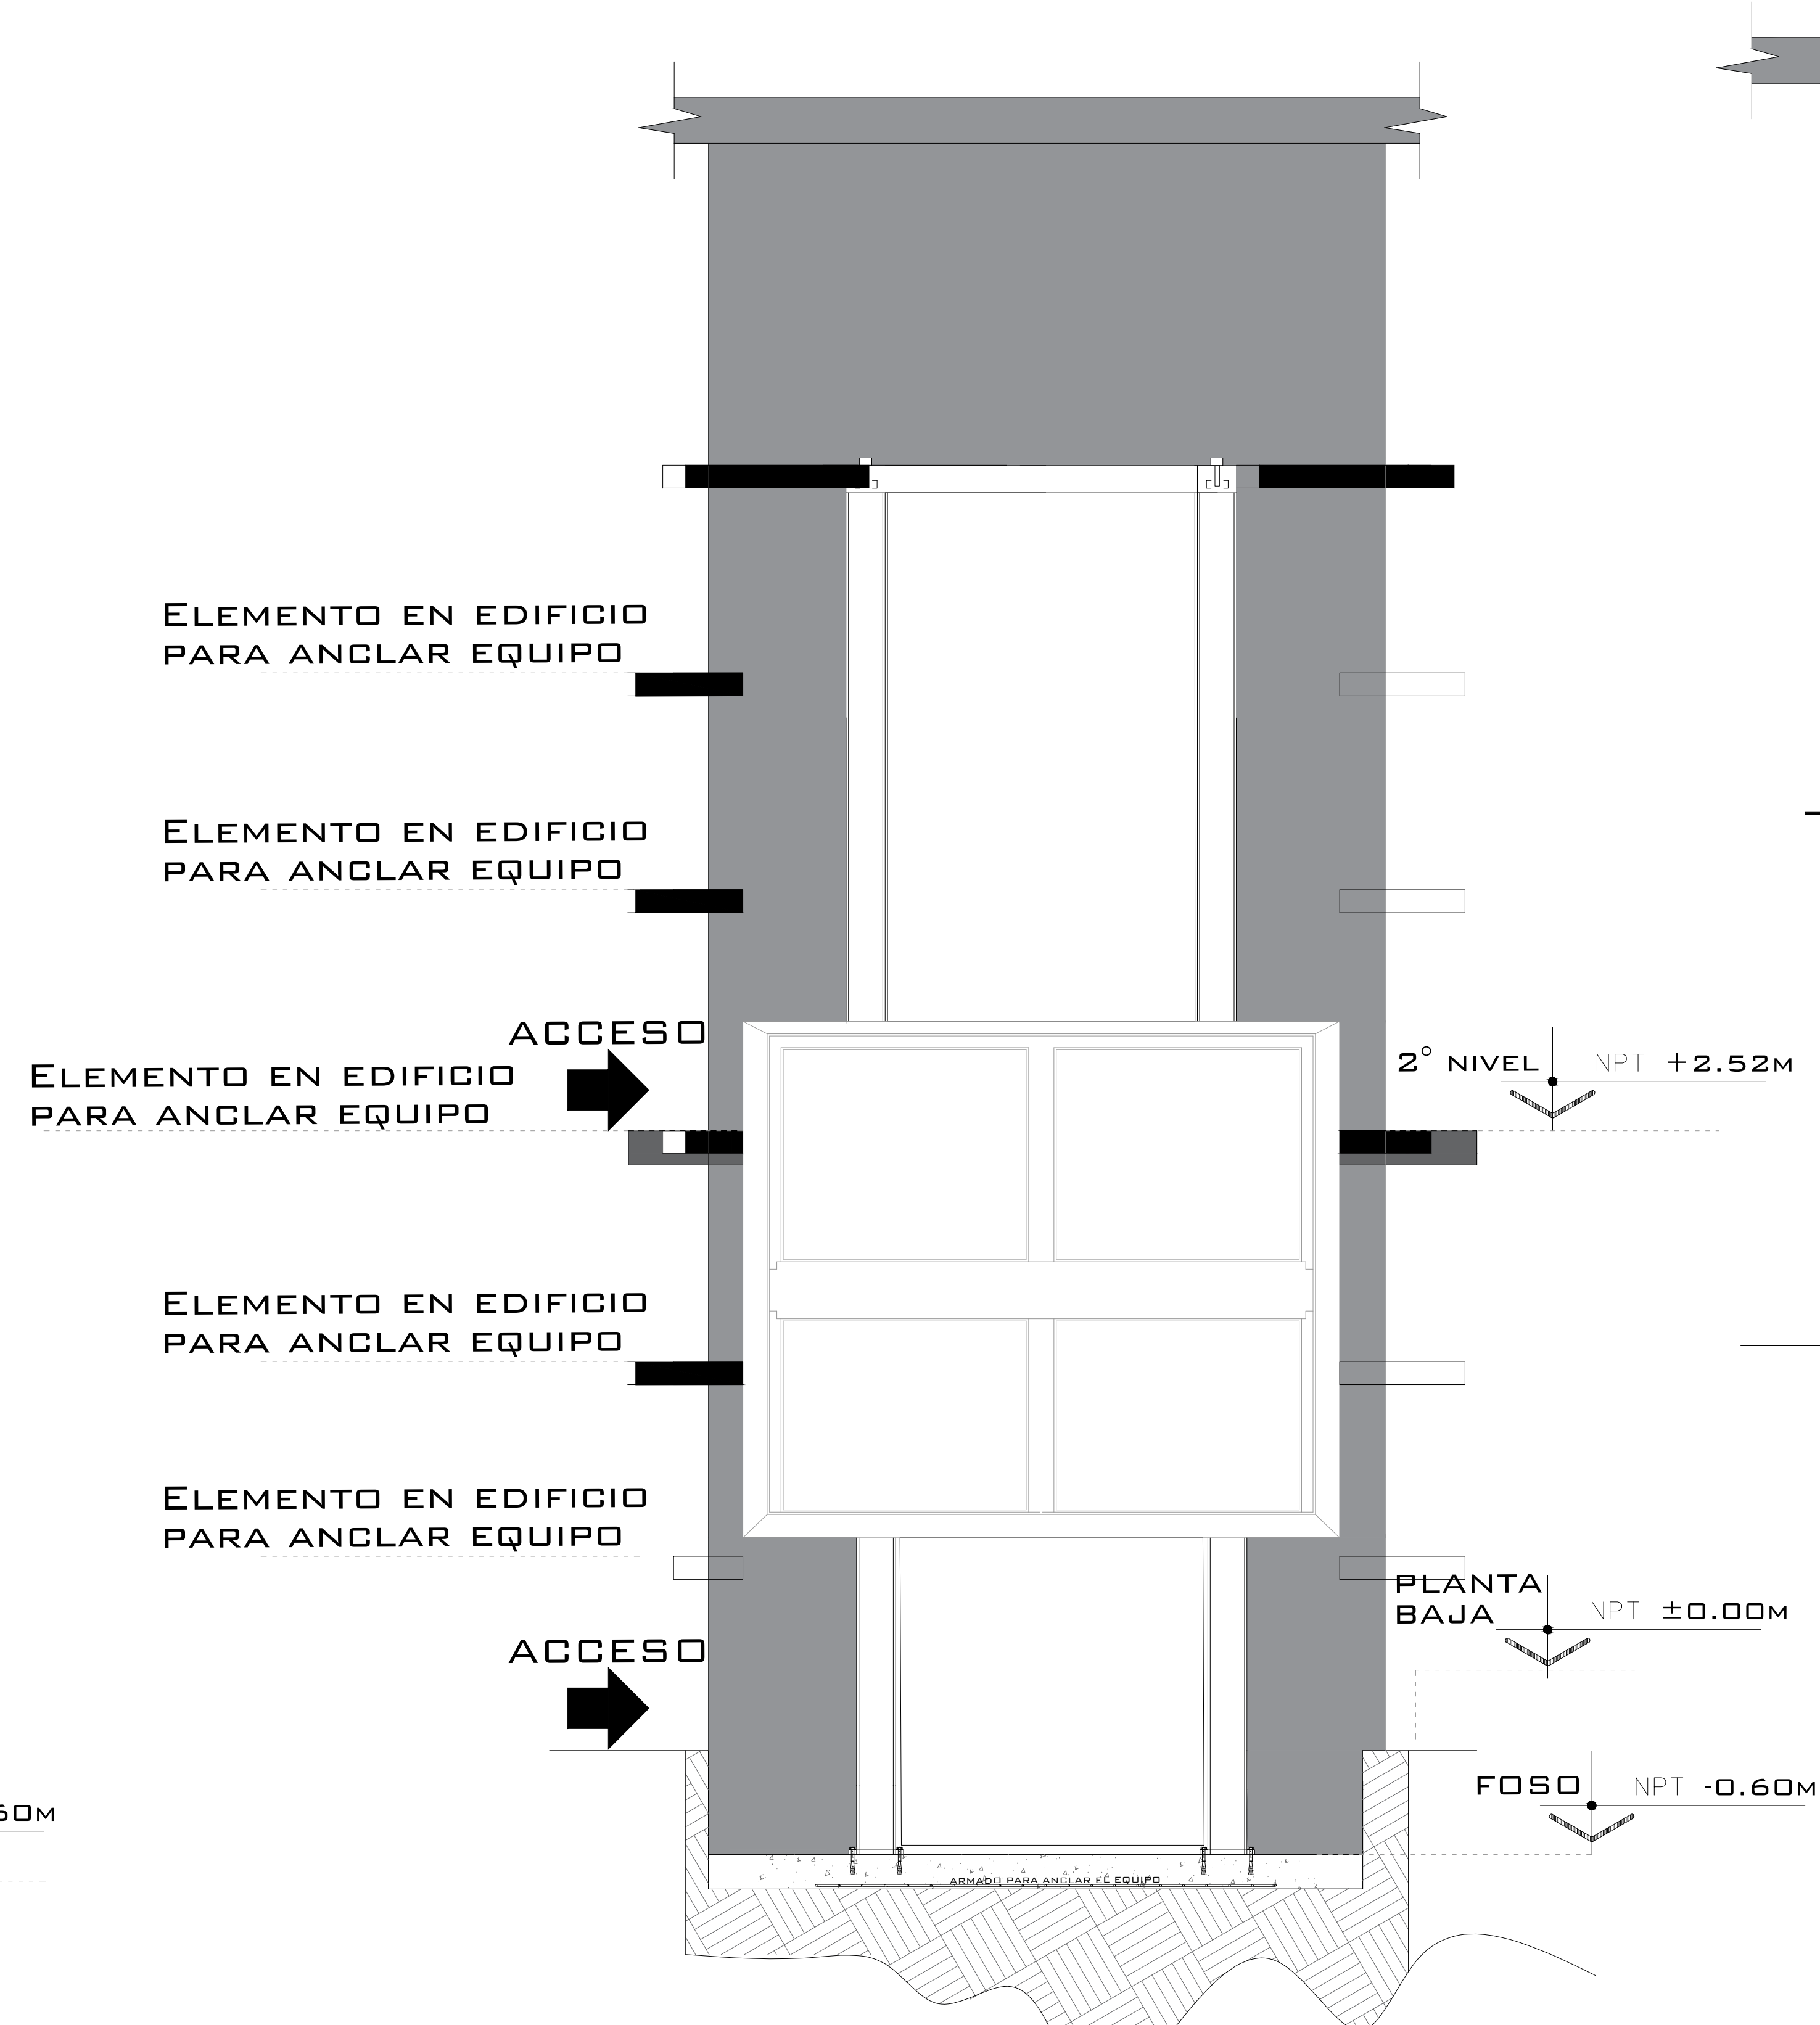 Elemento en edificio
para anclar equipo
Elemento en edificio
para anclar equipo
ACCESO
Elemento en edificio
para anclar equipo
2° nivel NPT +2.52m
Elemento en edificio
para anclar equipo
Elemento en edificio
para anclar equipo
PLANTA
BAJA
NPT ±0.00m
ACCESO
FOSO NPT -0.60m
60m
ARMADO PARA ANCLAR EL EQUIPO